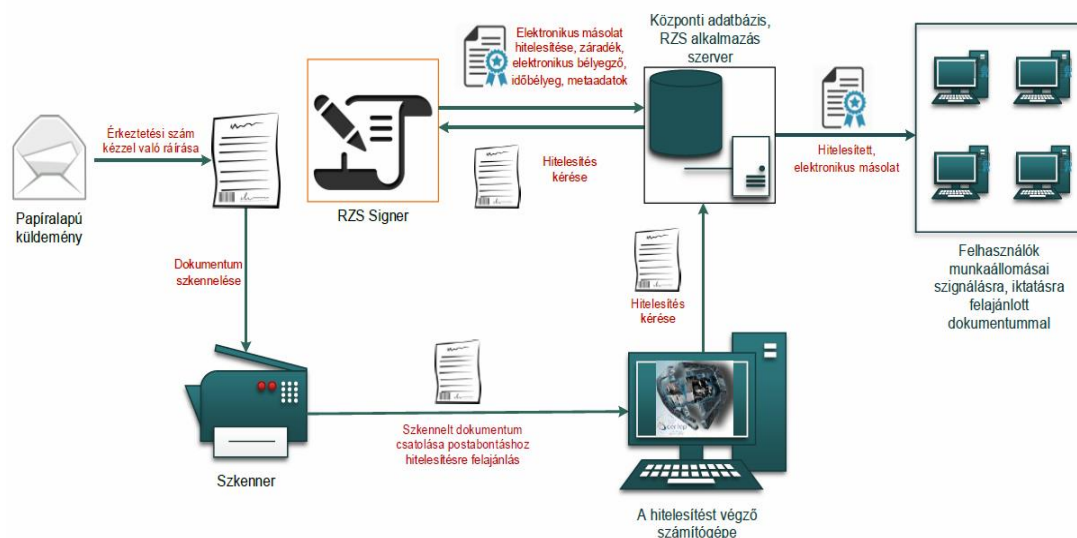 Központi adatbázis,
RZS alkalmazás
szerver
Elektronikus másolat
hitelesítése, záradék,
elektronikus bélyegző,
időbélyeg, metaadatok
Érkeztetési szám
kézzel való ráírása
Hitelesítés
kérése
Hitelesített,
elektronikus másolat
Papíralapú
küldemény
RZS Signer
Felhasználók
munkaállomásai
szignálásra, iktatásra
felajánlott
dokumentummal
Dokumentum
szkennelése
Hitelesítés
kérése
Szkennelt dokumentum
csatolása postabontáshoz
hitelesítésre felajánlás
Szkenner
A hitelesítést végző
számítógépe